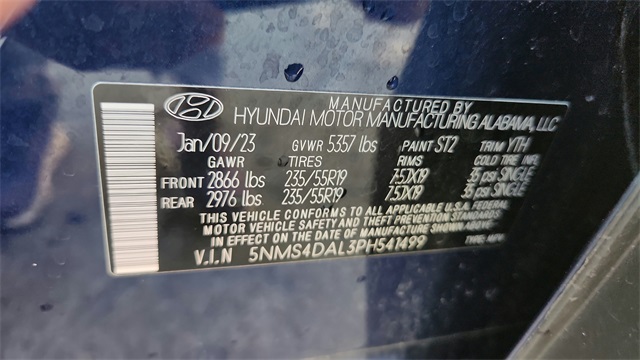 MANUFACTURED BY
HYUNDAI MOTOR MANUFACTURING ALABAMA, LLC
Jan/09/23 GVWR 5357 lbs PAINT ST2 TRIM YTH
GAWR TIRES RIMS COLD TIRE INFL
FRONT 2866 lbs 235/55R19 7.5JX19 35 psi SINGLE
REAR 2976 lbs 235/55R19 7.5JX19 35 psi SINGLE
THIS VEHICLE CONFORMS TO ALL APPLICABLE U.S.A FEDERAL
MOTOR VEHICLE SAFETY AND THEFT PREVENTION STANDARDS
IN EFFECT ON THE DATE OF MANUFACTURE SHOWN ABOVE
V.I.N 5NMS4DAL3PH541499 TYPE: MPV